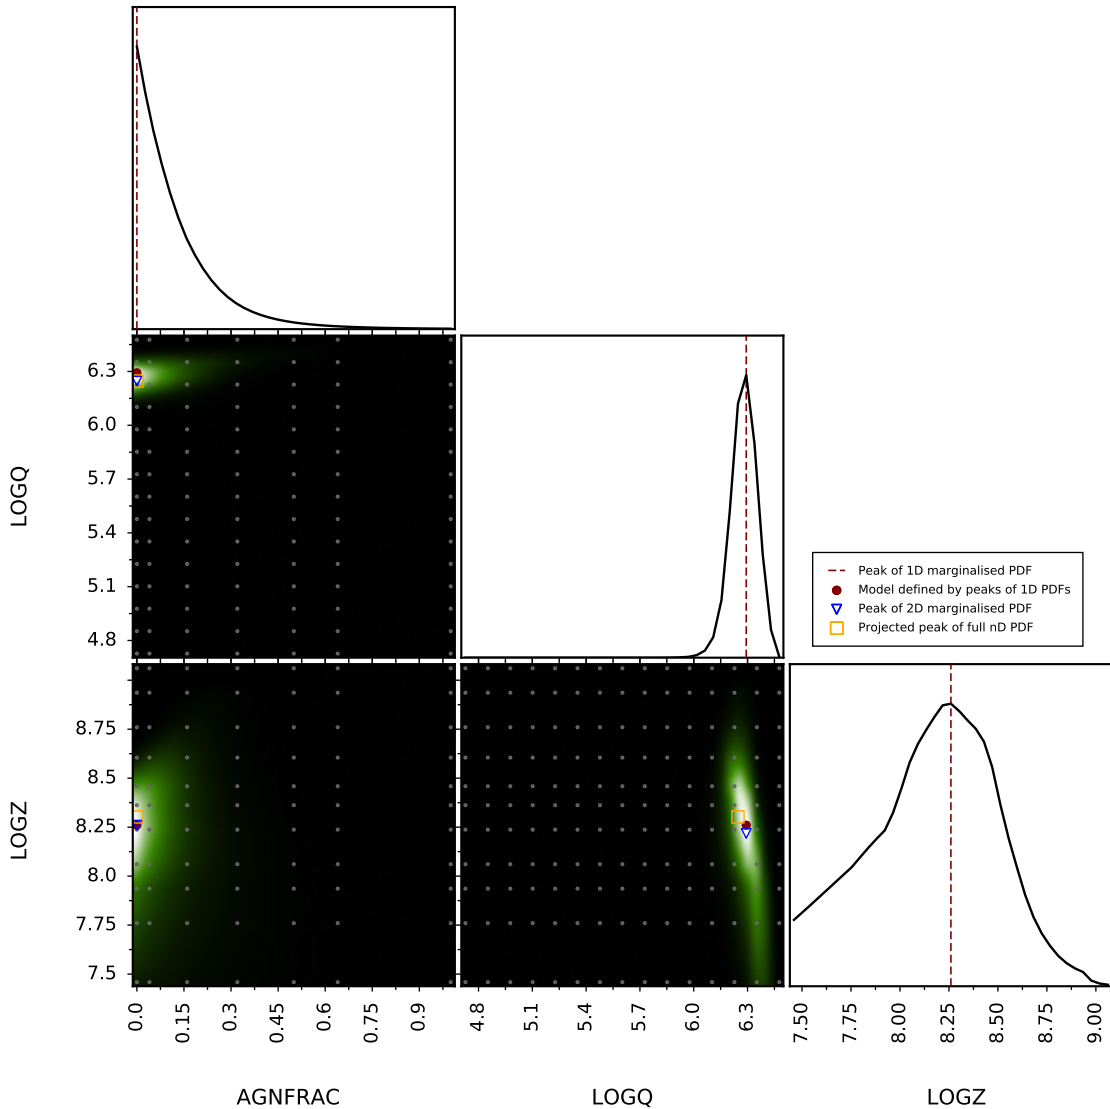 6.3
6.0
5.7
5.4
5.1
4.8
LOGQ
Peak of 1D marginalised PDF
Model defined by peaks of 1D PDFs
Peak of 2D marginalised PDF
Projected peak of full nD PDF
8.75
8.5
8.25
8.0
7.75
7.5
LOGZ
0.0 0.15 0.3 0.45 0.6 0.75 0.9
4.8 5.1 5.4 5.7 6.0 6.3
7.50 7.75 8.00 8.25 8.50 8.75 9.00
AGNFRAC LOGQ LOGZ